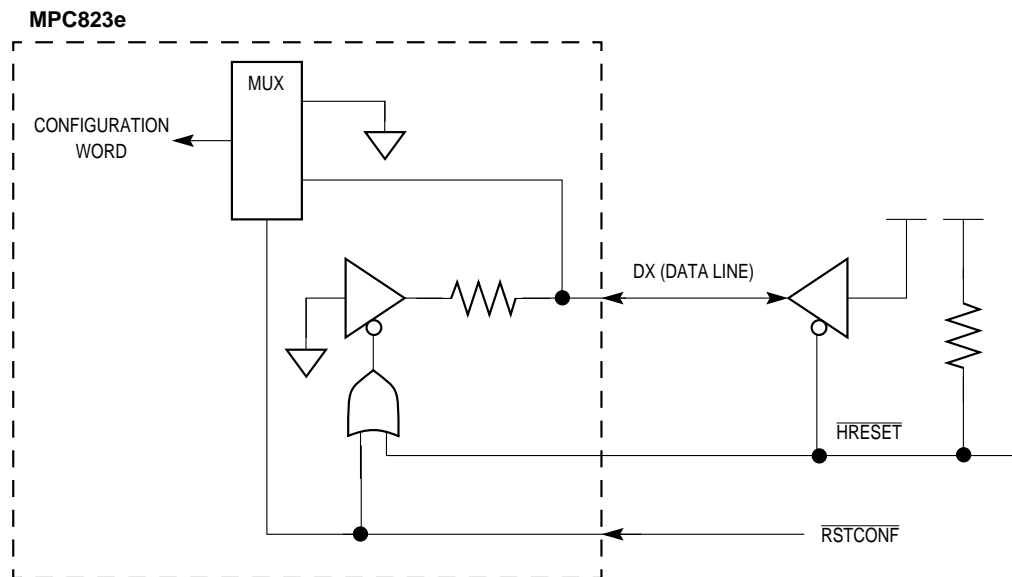 MPC823e
MUX
CONFIGURATION
WORD
DX (DATA LINE)
HRESET
RSTCONF